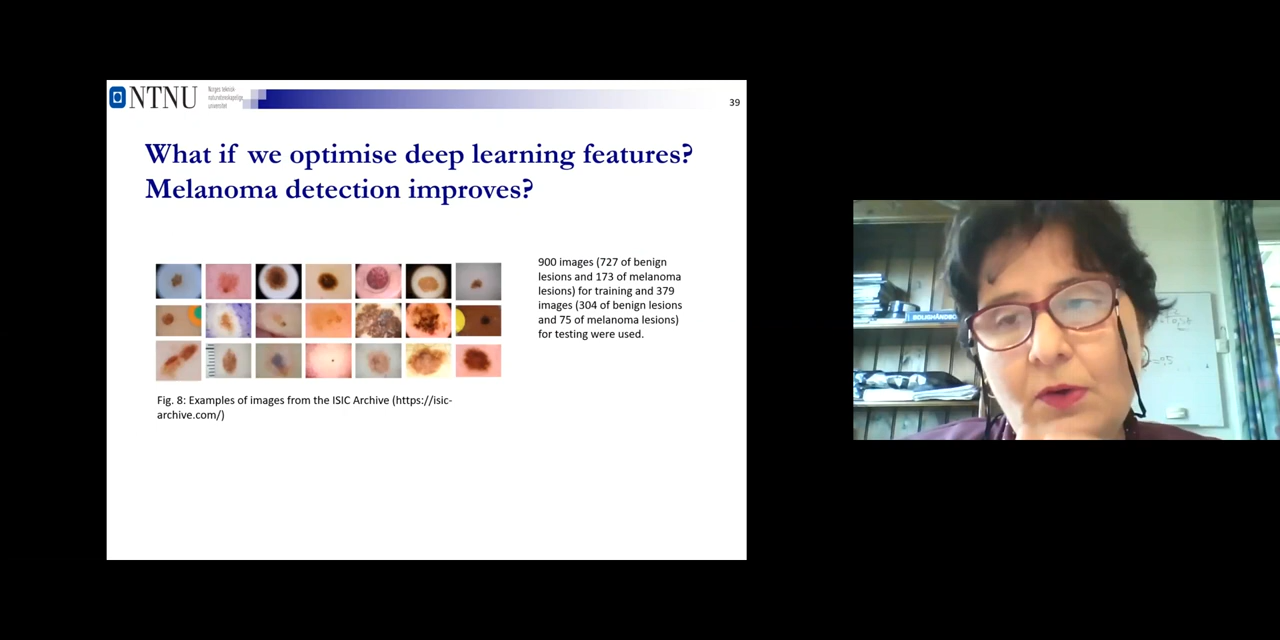 NTNU
Norges teknisk-
naturvitenskapelige
universitet
39
What if we optimise deep learning features?
Melanoma detection improves?
900 images (727 of benign
lesions and 173 of melanoma
lesions) for training and 379
images (304 of benign lesions
and 75 of melanoma lesions)
for testing were used.
Fig. 8: Examples of images from the ISIC Archive (https://isic-
archive.com/)